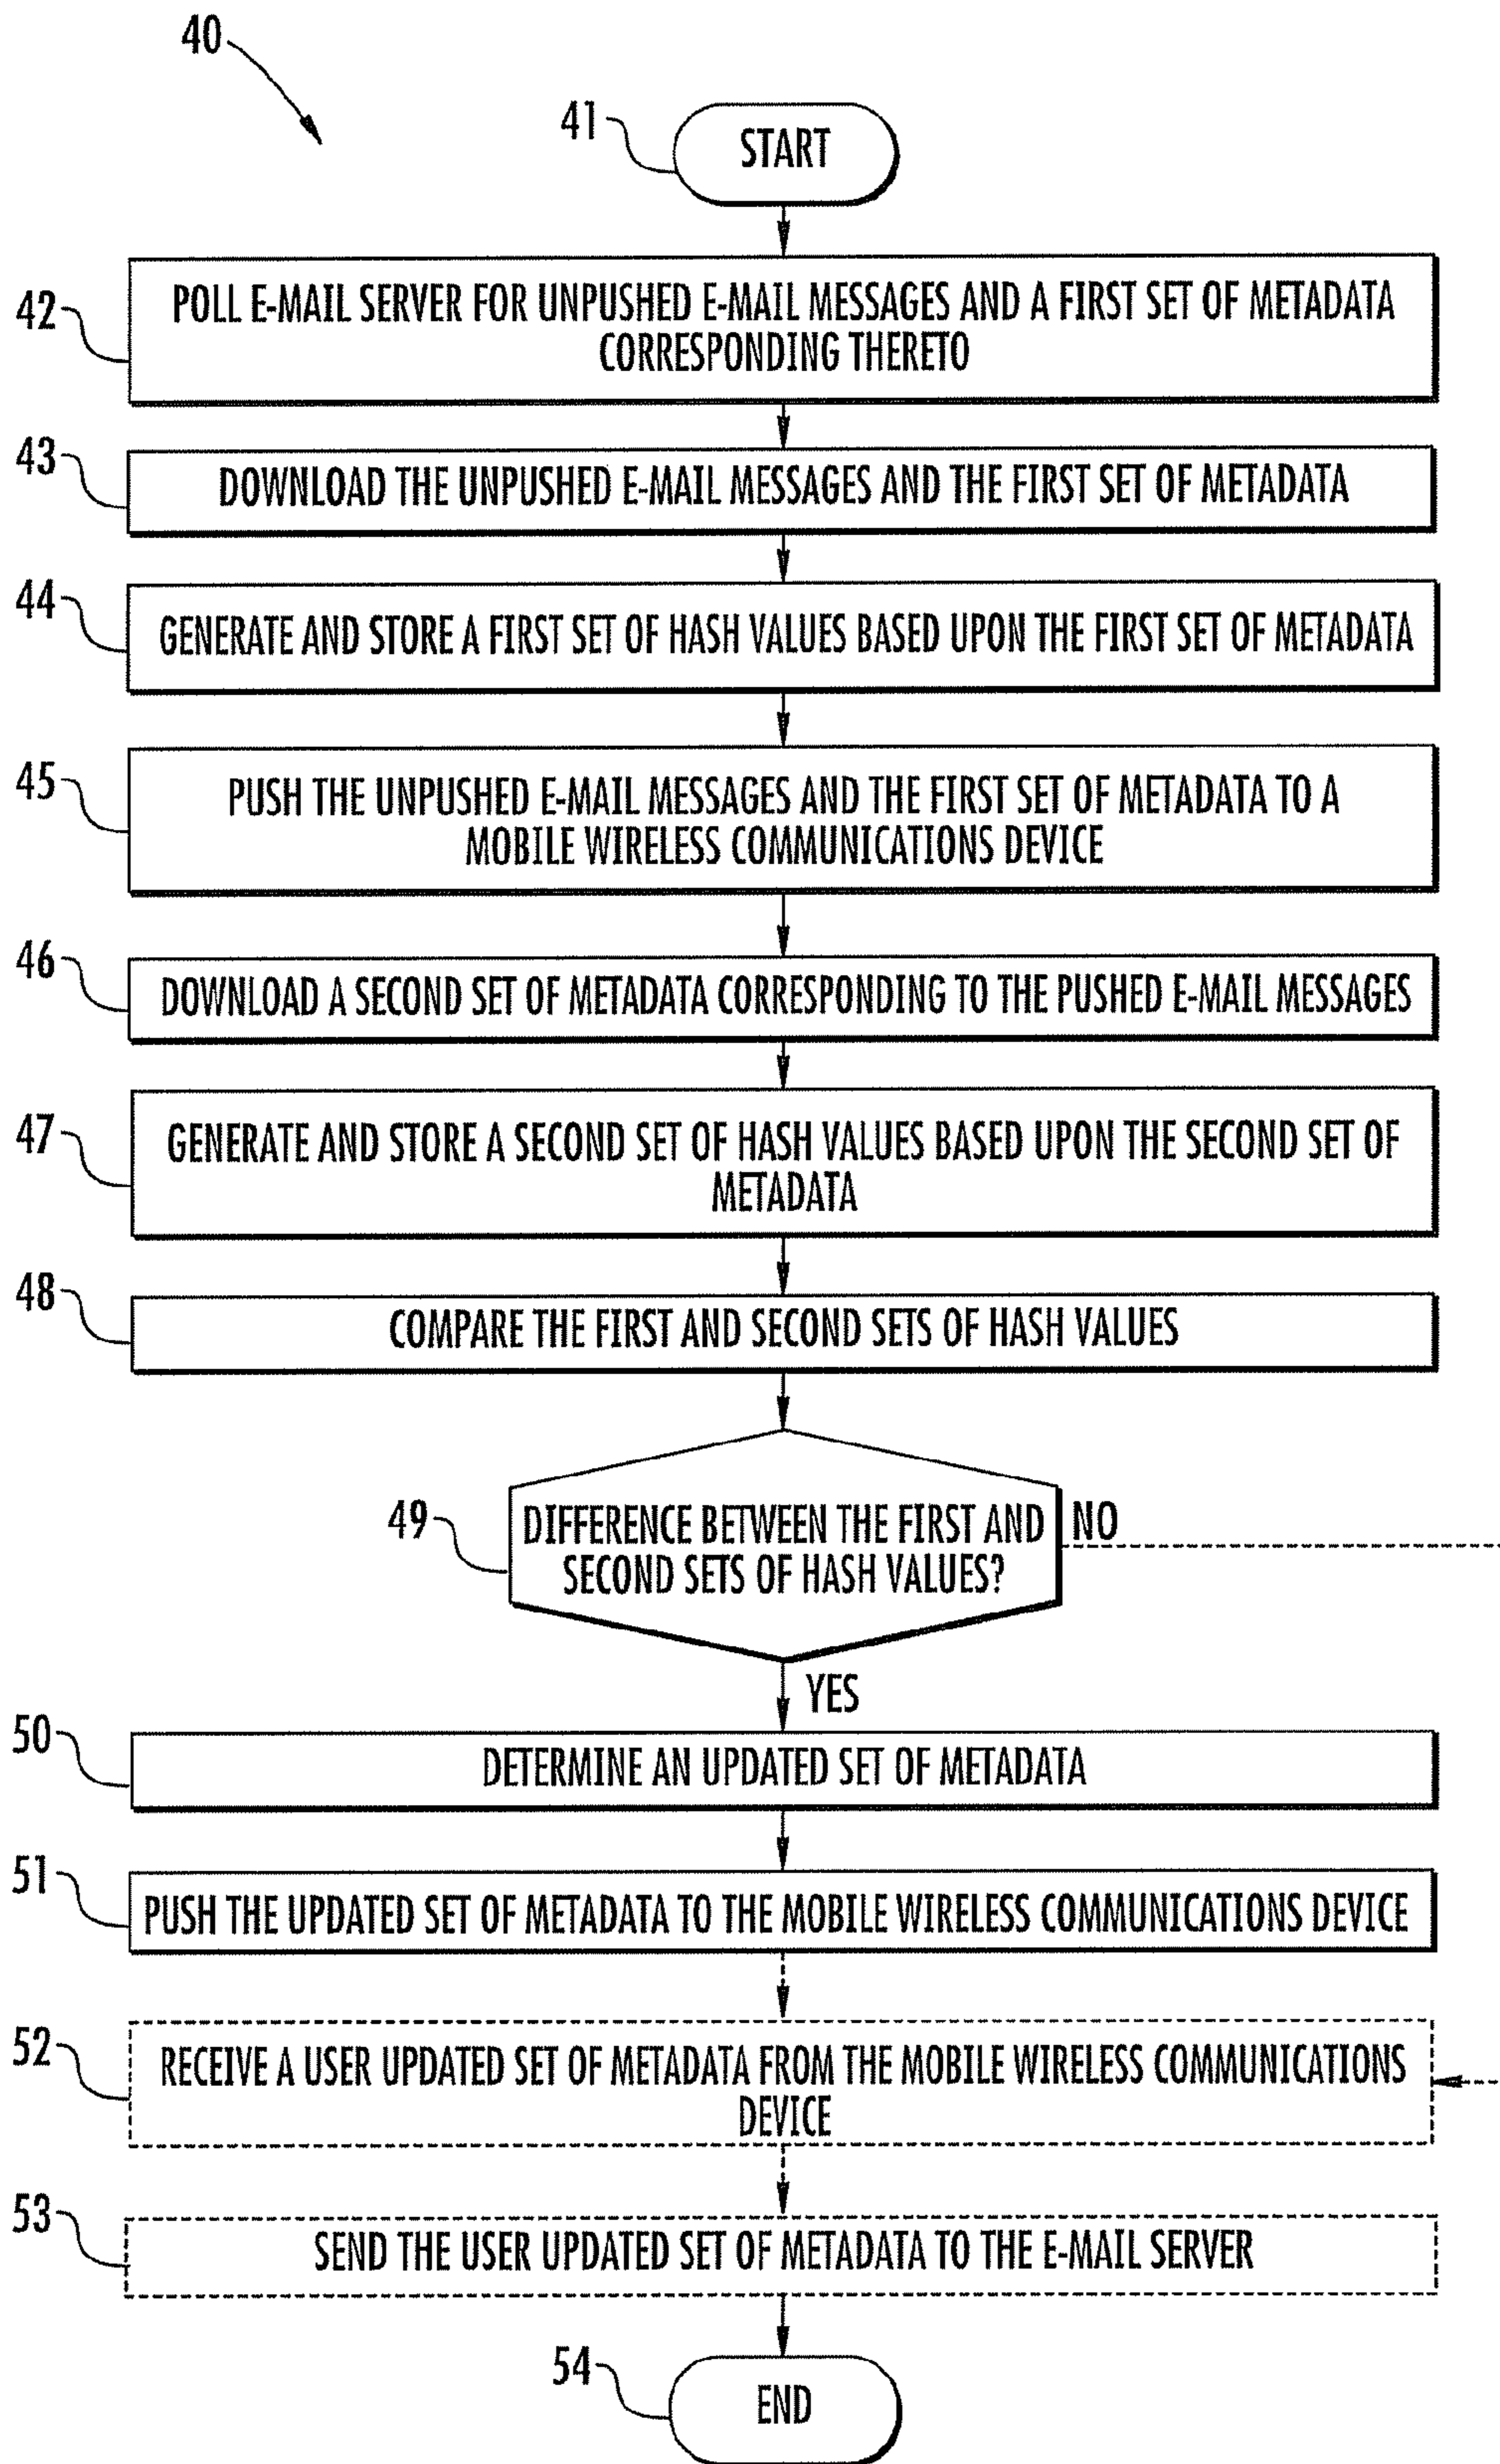 40
41
START
42
POLL E-MAIL SERVER FOR UNPUSHED E-MAIL MESSAGES AND A FIRST SET OF METADATA
CORRESPONDING THERETO
43
DOWNLOAD THE UNPUSHED E-MAIL MESSAGES AND THE FIRST SET OF METADATA
44
GENERATE AND STORE A FIRST SET OF HASH VALUES BASED UPON THE FIRST SET OF METADATA
45
PUSH THE UNPUSHED E-MAIL MESSAGES AND THE FIRST SET OF METADATA TO A
MOBILE WIRELESS COMMUNICATIONS DEVICE
46
DOWNLOAD A SECOND SET OF METADATA CORRESPONDING TO THE PUSHED E-MAIL MESSAGES
47
GENERATE AND STORE A SECOND SET OF HASH VALUES BASED UPON THE SECOND SET OF
METADATA
48
COMPARE THE FIRST AND SECOND SETS OF HASH VALUES
49
DIFFERENCE BETWEEN THE FIRST AND
SECOND SETS OF HASH VALUES?
NO
YES
50
DETERMINE AN UPDATED SET OF METADATA
51
PUSH THE UPDATED SET OF METADATA TO THE MOBILE WIRELESS COMMUNICATIONS DEVICE
52
RECEIVE A USER UPDATED SET OF METADATA FROM THE MOBILE WIRELESS COMMUNICATIONS
DEVICE
53
SEND THE USER UPDATED SET OF METADATA TO THE E-MAIL SERVER
54
END